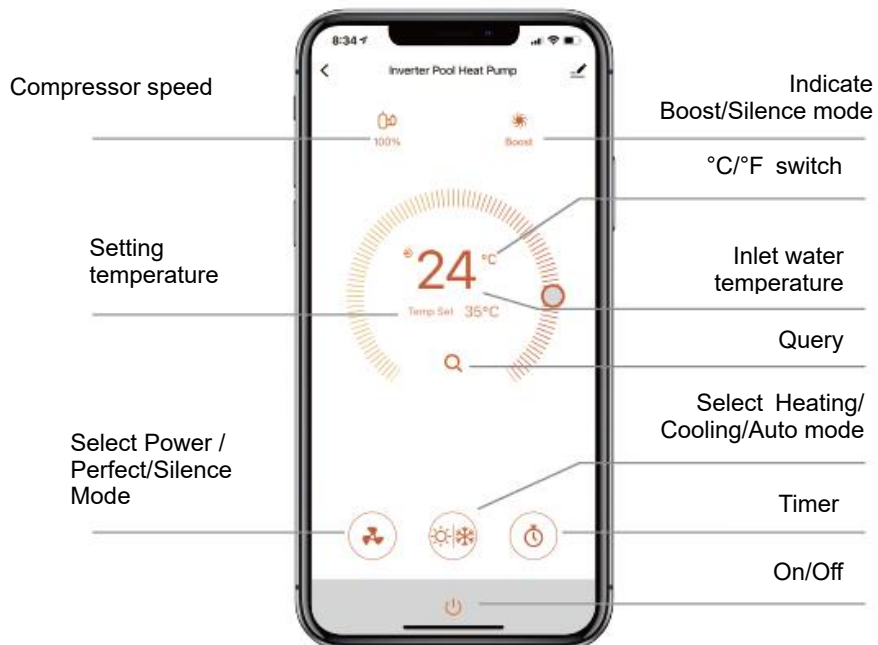 8:34
Inverter Pool Heat Pump
Compressor speed
Indicate
Boost/Silence mode
100%
Boost
°C/°F switch
Setting
temperature
24 °C
Inlet water
temperature
Temp Set 35°C
Query
Select Heating/
Cooling/Auto mode
Select Power /
Perfect/Silence
Mode
Timer
On/Off